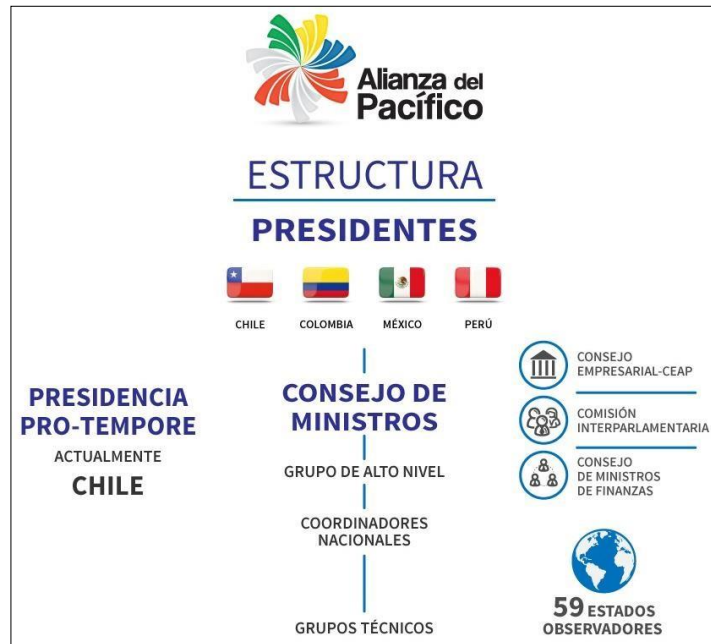 Alianza del
Pacífico
ESTRUCTURA
PRESIDENTES
CHILE
COLOMBIA
MÉXICO
PERÚ
PRESIDENCIA
PRO-TEMPORE
ACTUALMENTE
CHILE
CONSEJO DE
MINISTROS
GRUPO DE ALTO NIVEL
COORDINADORES
NACIONALES
GRUPOS TÉCNICOS
CONSEJO
EMPRESARIAL-CEAP
COMISIÓN
INTERPARLAMENTARIA
CONSEJO
DE MINISTROS
DE FINANZAS
59 ESTADOS
OBSERVADORES